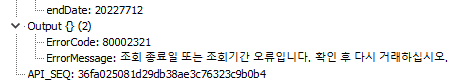 endDate: 20227712
Output {} (2)
ErrorCode: 80002321
ErrorMessage: 조회 종료일 또는 조회기간 오류입니다. 확인 후 다시 거래하십시오.
API_SEQ: 36fa025081d29db38ae3c76323c9b0b4